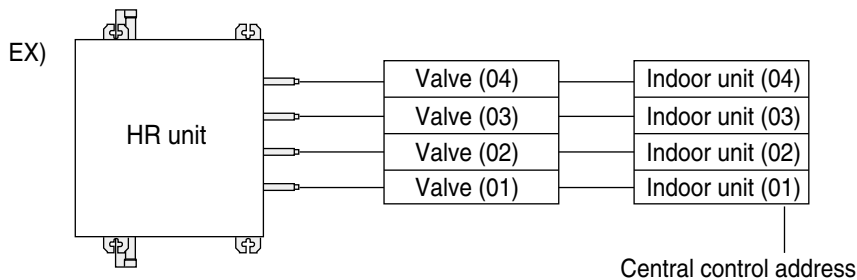 EX)
HR unit
Valve (04) Indoor unit (04)
Valve (03) Indoor unit (03)
Valve (02) Indoor unit (02)
Valve (01) Indoor unit (01)
Central control address